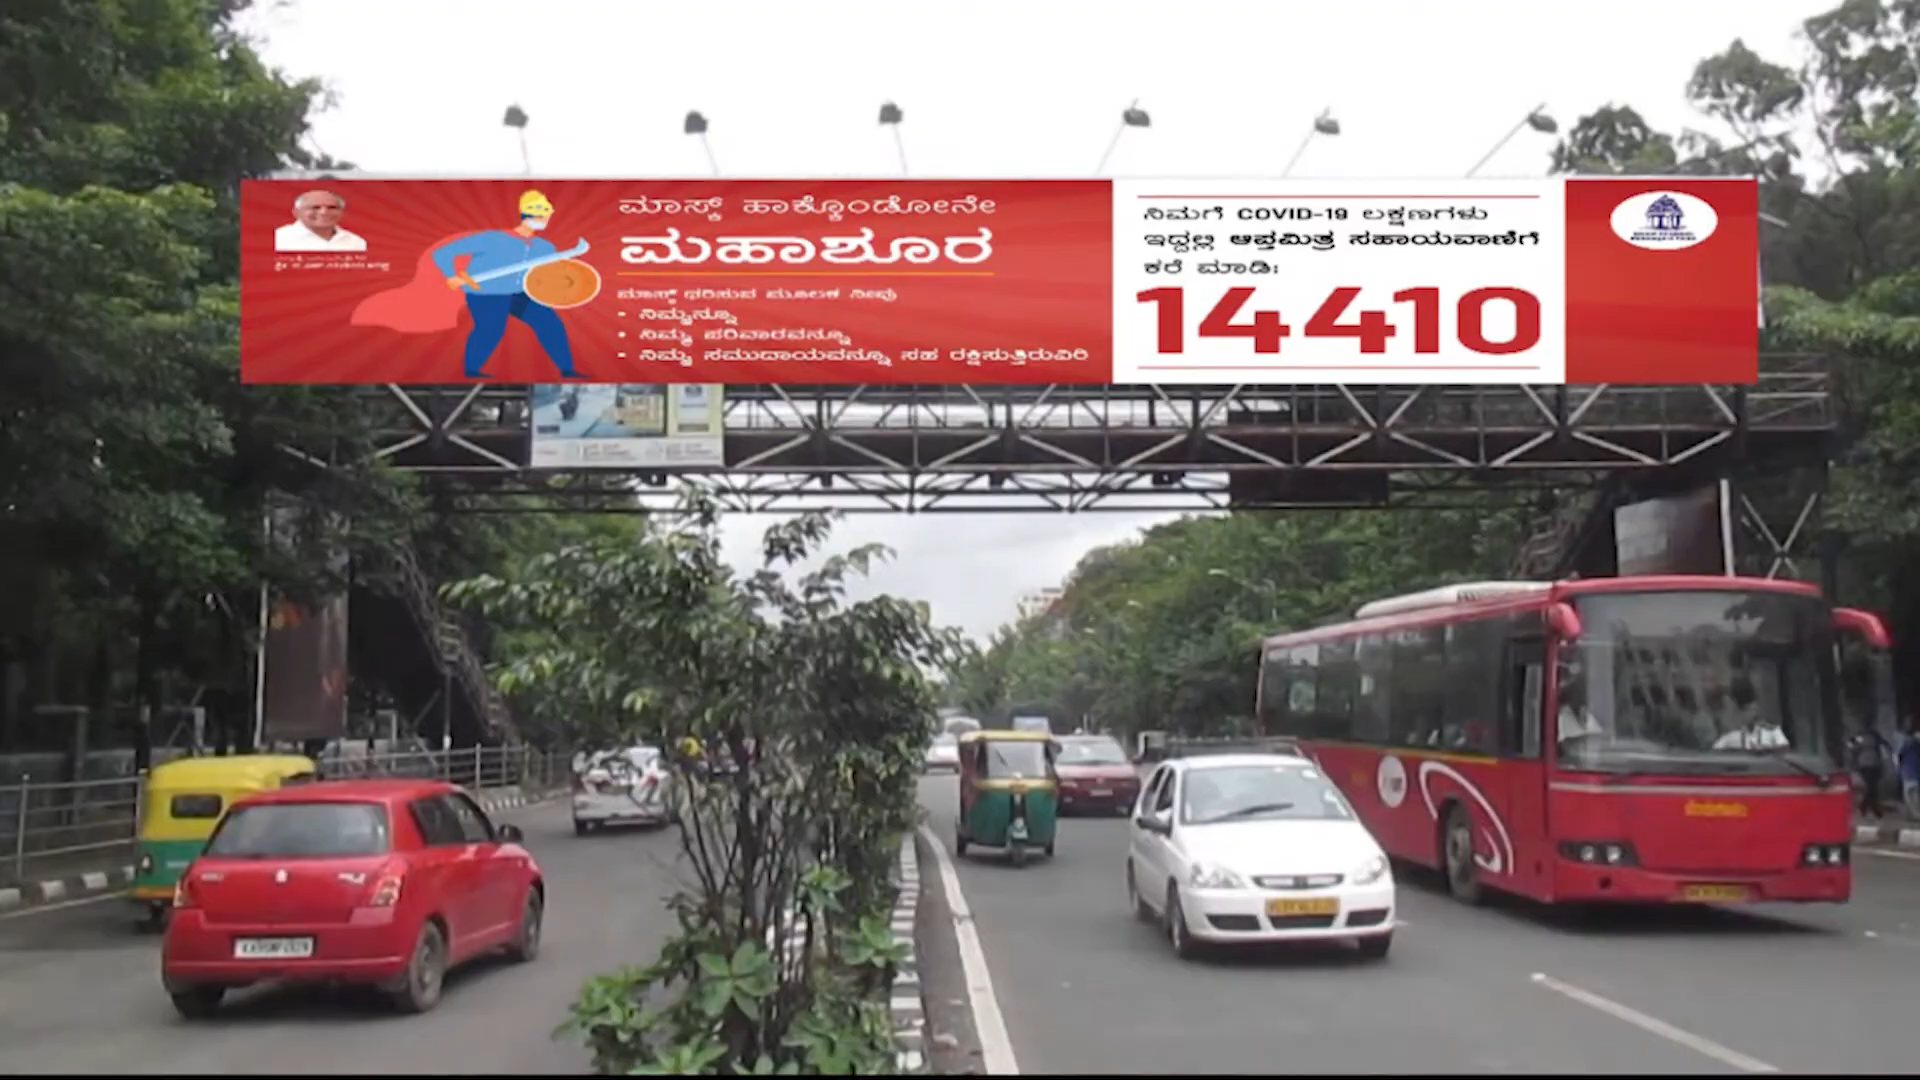 ಮಾಸ್ಕ್ ಹಾಕ್ಕೊಂಡೋನೇ
ಮಹಾಶೂರ
ಮಾಸ್ಕ್ ಧರಿಸುವ ಮೂಲಕ ನೀವು
• ನಿಮ್ಮನ್ನೂ
• ನಿಮ್ಮ ಪರಿವಾರವನ್ನೂ
• ನಿಮ್ಮ ಸಮುದಾಯವನ್ನೂ ಸಹ ರಕ್ಷಿಸುತ್ತಿರುವಿರಿ
ನಿಮಗೆ COVID-19 ಲಕ್ಷಣಗಳು
ಇದ್ದಲ್ಲಿ ಆಪ್ತಮಿತ್ರ ಸಹಾಯವಾಣಿಗೆ
ಕರೆ ಮಾಡಿ:
14410